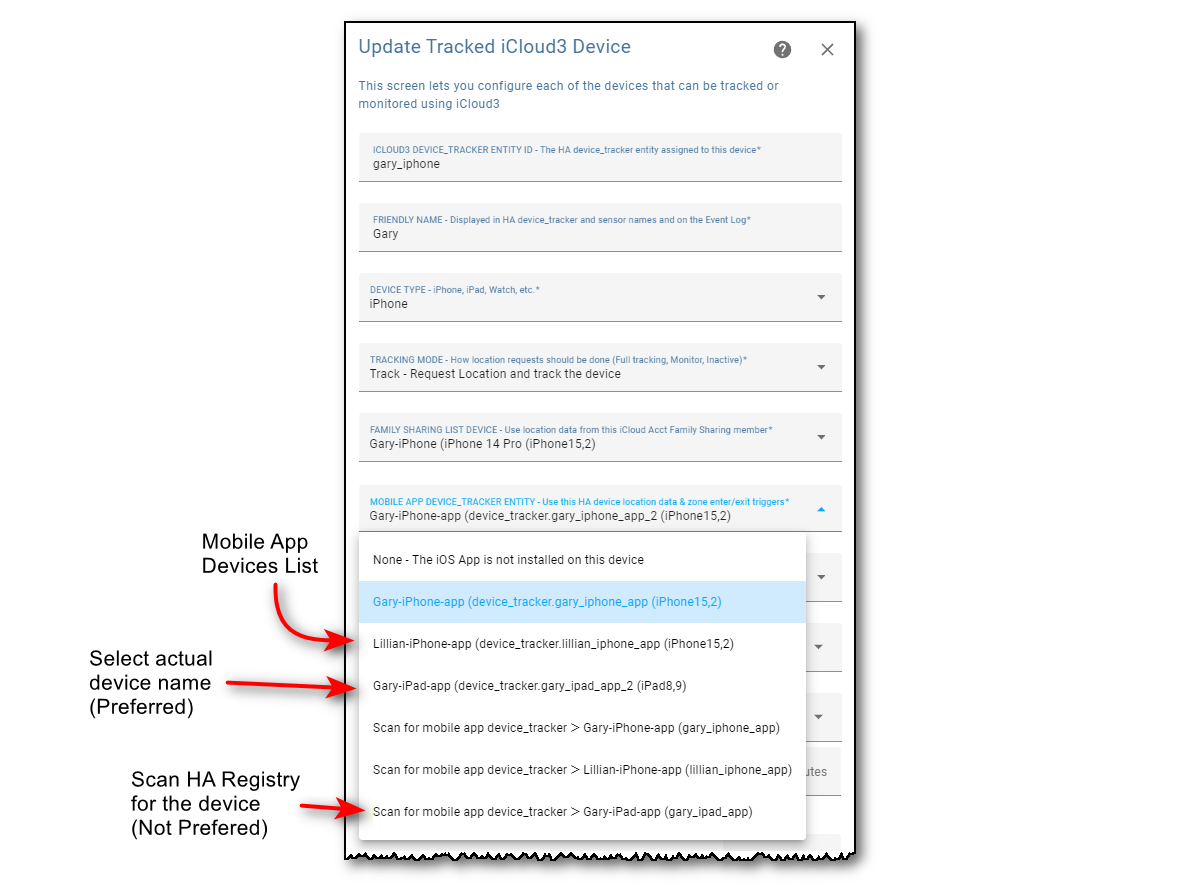 Update Tracked iCloud3 Device
This screen lets you configure each of the devices that can be tracked or
monitored using iCloud3
ICLOUD3 DEVICE_TRACKER ENTITY ID - The HA device_tracker entity assigned to this device*
gary_iphone
FRIENDLY NAME - Displayed in HA device_tracker and sensor names and on the Event Log*
Gary
DEVICE TYPE - iPhone, iPad, Watch, etc.*
iPhone
TRACKING MODE - How location requests should be done (Full tracking, Monitor, Inactive)*
Track - Request Location and track the device
FAMILY SHARING LIST DEVICE - Use location data from this iCloud Acct Family Sharing member*
Gary-iPhone (iPhone 14 Pro (iPhone15,2)
MOBILE APP DEVICE_TRACKER ENTITY - Use this HA device location data & zone enter/exit triggers*
Gary-iPhone-app (device_tracker.gary_iphone_app_2 (iPhone15,2)
Mobile App
Devices List
None - The iOS App is not installed on this device
Gary-iPhone-app (device_tracker.gary_iphone_app (iPhone15,2)
Lillian-iPhone-app (device_tracker.lillian_iphone_app (iPhone15,2)
Select actual
device name
(Preferred)
Gary-iPad-app (device_tracker.gary_ipad_app_2 (iPad8,9)
Scan for mobile app device_tracker > Gary-iPhone-app (gary_iphone_app)
Scan for mobile app device_tracker > Lillian-iPhone-app (lillian_iphone_app)
Scan HA Registry
for the device
(Not Prefered)
Scan for mobile app device_tracker > Gary-iPad-app (gary_ipad_app)